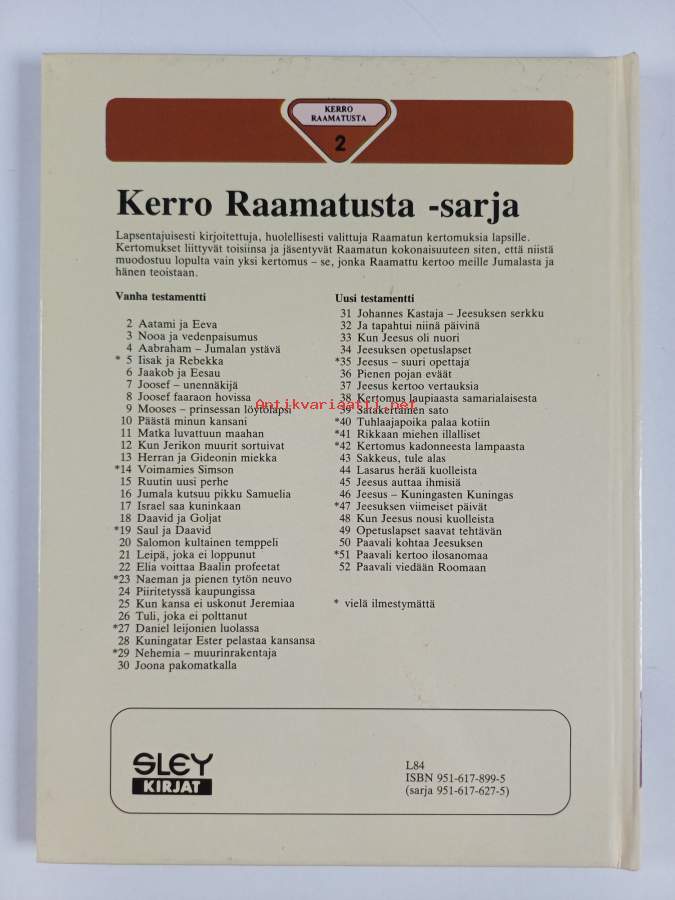 KERRO
RAAMATUSTA
2
Kerro Raamatusta -sarja
Lapsentajuisesti kirjoitettuja, huolellisesti valittuja Raamatun kertomuksia lapsille.
Kertomukset liittyvät toisiinsa ja jäsentyvät Raamatun kokonaisuuteen siten, että niistä
muodostuu lopulta vain yksi kertomus – se, jonka Raamattu kertoo meille Jumalasta ja
hänen teoistaan.
Vanha testamentti
2 Aatami ja Eeva
3 Nooa ja vedenpaisumus
4 Aabraham – Jumalan ystävä
* 5 Iisak ja Rebekka
6 Jaakob ja Eesau
7 Joosef – unennäkijä
8 Joosef faaraon hovissa
9 Mooses – prinsessan löytölapsi
10 Päästä minun kansani
11 Matka luvattuun maahan
12 Kun Jerikon muurit sortuivat
13 Herran ja Gideonin miekka
*14 Voimamies Simson
15 Ruutin uusi perhe
16 Jumala kutsuu pikku Samuelia
17 Israel saa kuninkaan
18 Daavid ja Goljat
*19 Saul ja Daavid
20 Salomon kultainen temppeli
21 Leipä, joka ei loppunut
22 Elia voittaa Baalin profeetat
*23 Naeman ja pienen tytön neuvo
24 Piiritetyssä kaupungissa
25 Kun kansa ei uskonut Jeremiaa
26 Tuli, joka ei polttanut
*27 Daniel leijonien luolassa
28 Kuningatar Ester pelastaa kansansa
*29 Nehemia – muurinrakentaja
30 Joona pakomatkalla
Uusi testamentti
31 Johannes Kastaja – Jeesuksen serkku
32 Ja tapahtui niinä päivinä
33 Kun Jeesus oli nuori
34 Jeesuksen opetuslapset
*35 Jeesus – suuri opettaja
36 Pienen pojan eväät
37 Jeesus kertoo vertauksia
38 Kertomus laupiaasta samarialaisesta
39 Satakertainen sato
*40 Tuhlaajapoika palaa kotiin
*41 Rikkaan miehen illalliset
*42 Kertomus kadonneesta lampaasta
43 Sakkeus, tule alas
44 Lasarus herää kuolleista
45 Jeesus auttaa ihmisiä
46 Jeesus – Kuningasten Kuningas
*47 Jeesuksen viimeiset päivät
48 Kun Jeesus nousi kuolleista
49 Opetuslapset saavat tehtävän
50 Paavali kohtaa Jeesuksen
*51 Paavali kertoo ilosanomaa
52 Paavali viedään Roomaan
* vielä ilmestymättä
Antikvariaatti.net
SLEY
KIRJAT
L84
ISBN 951-617-899-5
(sarja 951-617-627-5)